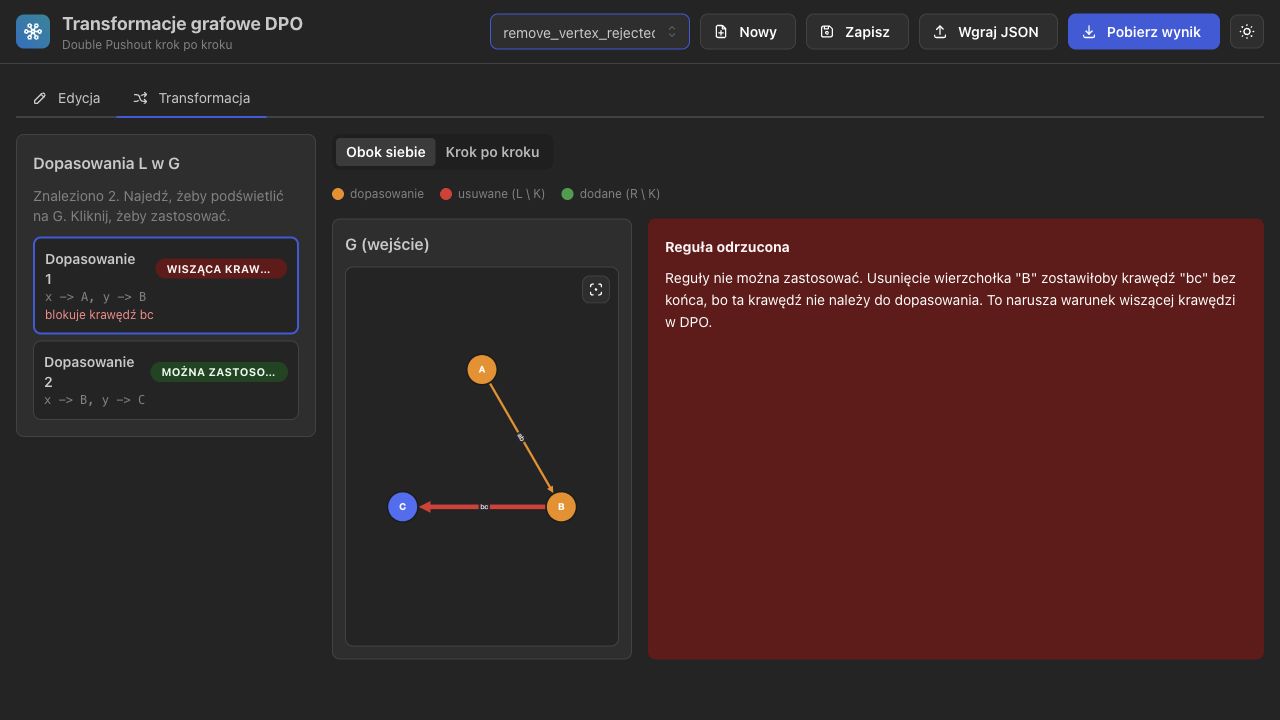 Transformacje grafowe DPO
Double Pushout krok po kroku
remove_vertex_rejected
Nowy
Zapisz
Wgraj JSON
Pobierz wynik
Edycja
Transformacja
Dopasowania L w G
Znaleziono 2. Najedź, żeby podświetlić
na G. Kliknij, żeby zastosować.
Dopasowanie
1
WISZĄCA KRAW...
x -> A, y -> B
blokuje krawędź bc
Dopasowanie
2
MOŻNA ZASTOSO...
x -> B, y -> C
Obok siebie
Krok po kroku
dopasowanie
usuwane (L \ K)
dodane (R \ K)
G (wejście)
A
ab
C
bc
B
Reguła odrzucona
Reguły nie można zastosować. Usunięcie wierzchołka "B" zostawiłoby krawędź "bc" bez
końca, bo ta krawędź nie należy do dopasowania. To narusza warunek wiszącej krawędzi
w DPO.